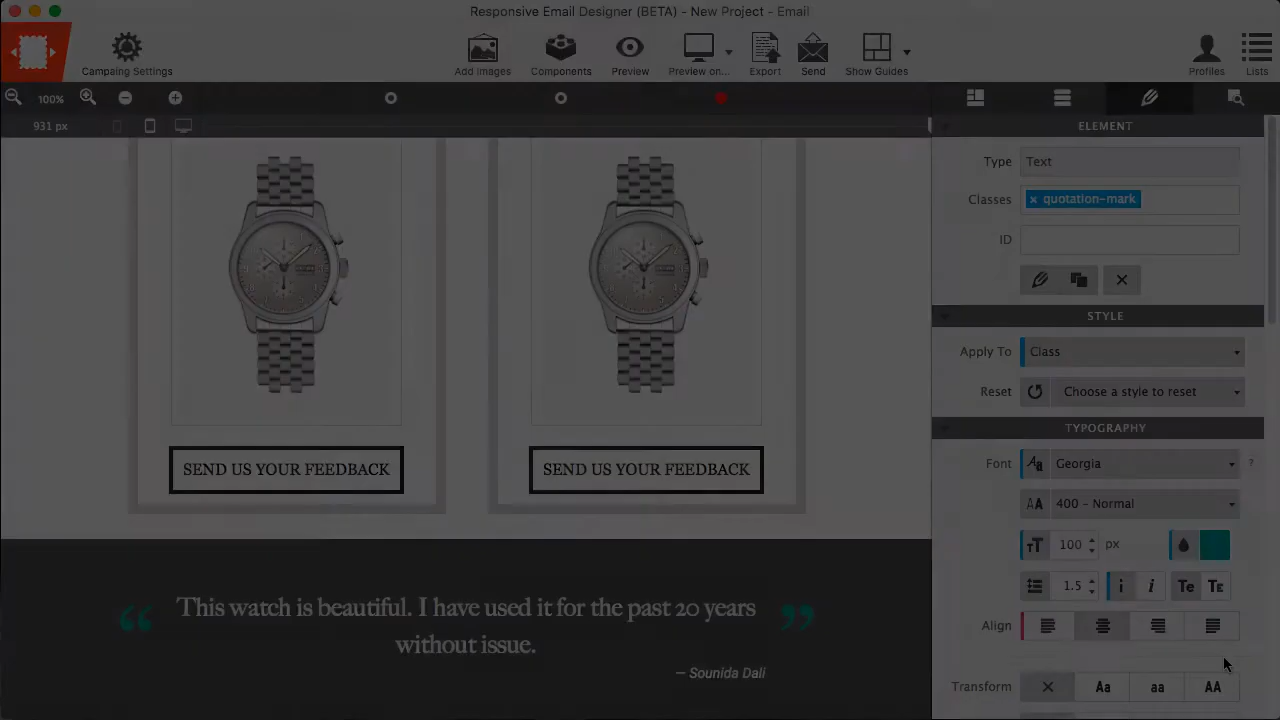 Responsive Email Designer (BETA) - New Project - Email
Campaing Settings
Add Images
Components
Preview
Preview on...
Export
Send
Show Guides
Profiles
Lists
100%
931 px
ELEMENT
Type Text
Classes × quotation-mark
ID
STYLE
Apply To Class
Reset Choose a style to reset
TYPOGRAPHY
Font Georgia ?
AA 400 - Normal
TT 100 px
1.5 i i Te TE
Align
Transform Aa aa AA
SEND US YOUR FEEDBACK
SEND US YOUR FEEDBACK
“ This watch is beautiful. I have used it for the past 20 years ”
without issue.
— Sounida Dali